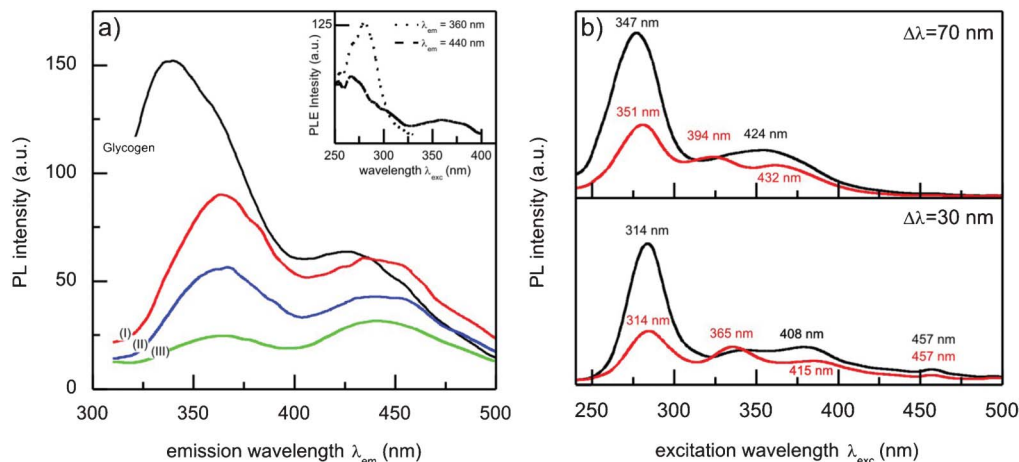 a)
PL intensity (a.u.)
150
100
50
0
300
350
400
450
500
emission wavelength λem (nm)
Glycogen
(I)
(II)
(III)
125
PLE Intesity (a.u.)
λem = 360 nm
λem = 440 nm
250
300
350
400
wavelength λexc (nm)
b)
Δλ=70 nm
347 nm
351 nm
394 nm
424 nm
432 nm
PL intensity (a.u.)
Δλ=30 nm
314 nm
314 nm
365 nm
408 nm
415 nm
457 nm
457 nm
250
300
350
400
450
500
excitation wavelength λexc (nm)